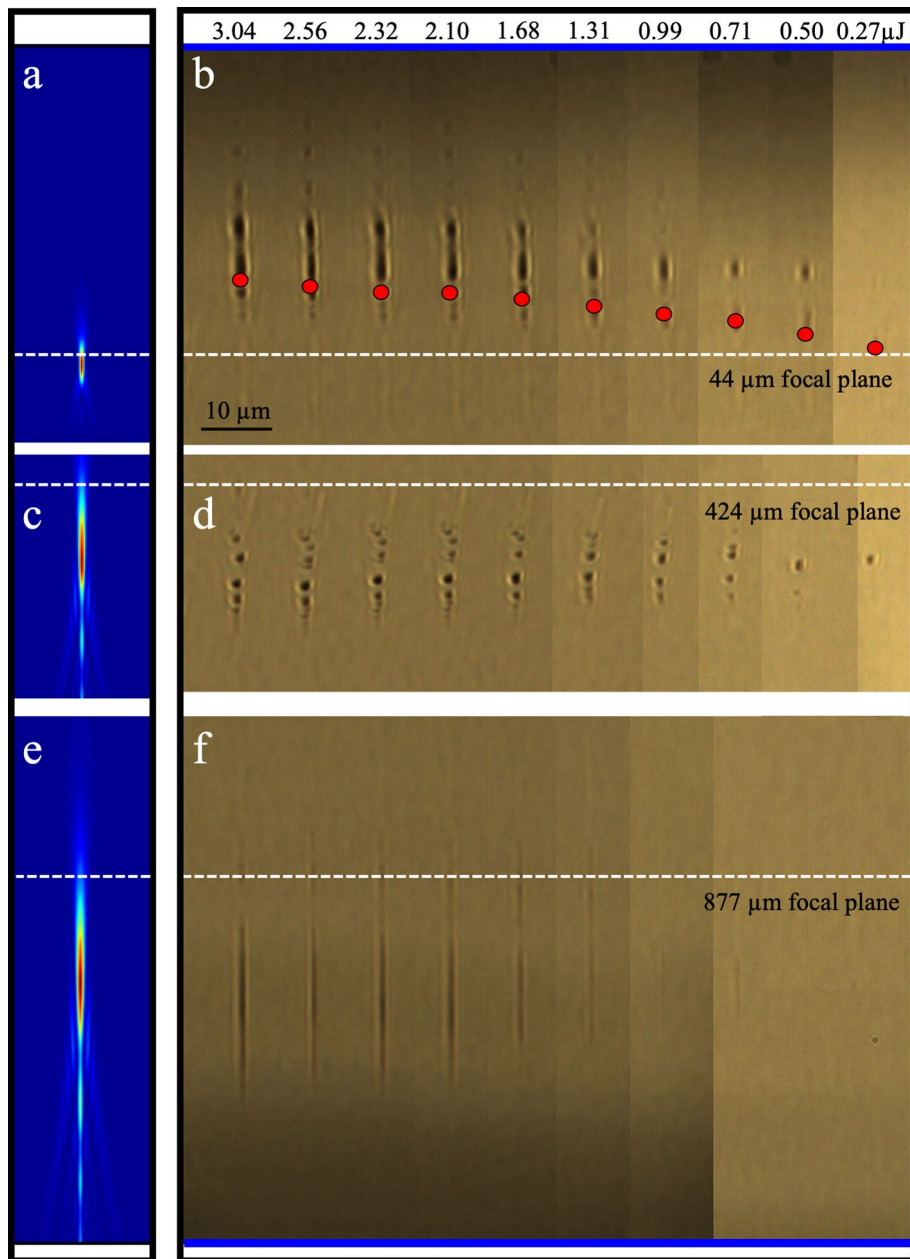 3.04 2.56 2.32 2.10 1.68 1.31 0.99 0.71 0.50 0.27µJ
a
b
44 µm focal plane
10 µm
c
d
424 µm focal plane
e
f
877 µm focal plane